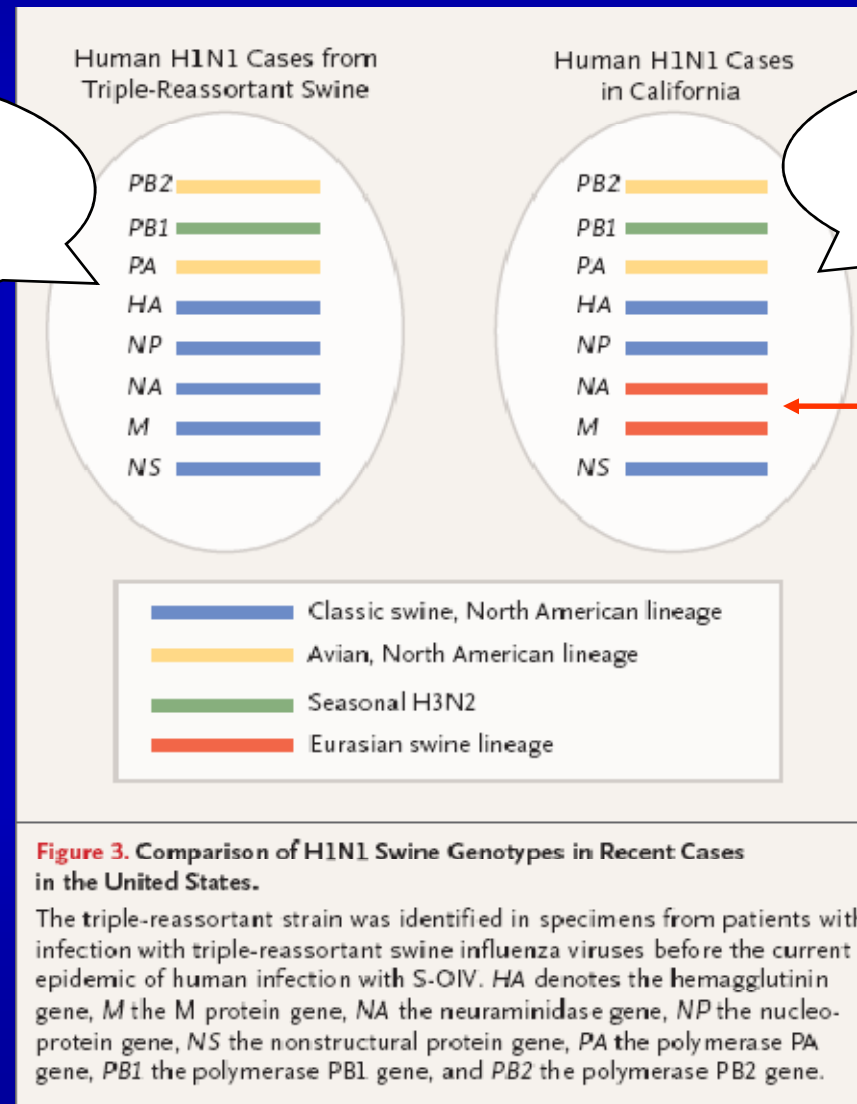 Human H1N1 Cases from
Triple-Reassortant Swine
PB2
PB1
PA
HA
NP
NA
M
NS
Human H1N1 Cases
in California
PB2
PB1
PA
HA
NP
NA
M
NS
Classic swine, North American lineage
Avian, North American lineage
Seasonal H3N2
Eurasian swine lineage
Figure 3. Comparison of H1N1 Swine Genotypes in Recent Cases
in the United States.
The triple-reassortant strain was identified in specimens from patients with
infection with triple-reassortant swine influenza viruses before the current
epidemic of human infection with S-OIV. HA denotes the hemagglutinin
gene, M the M protein gene, NA the neuraminidase gene, NP the nucleo-
protein gene, NS the nonstructural protein gene, PA the polymerase PA
gene, PB1 the polymerase PB1 gene, and PB2 the polymerase PB2 gene.